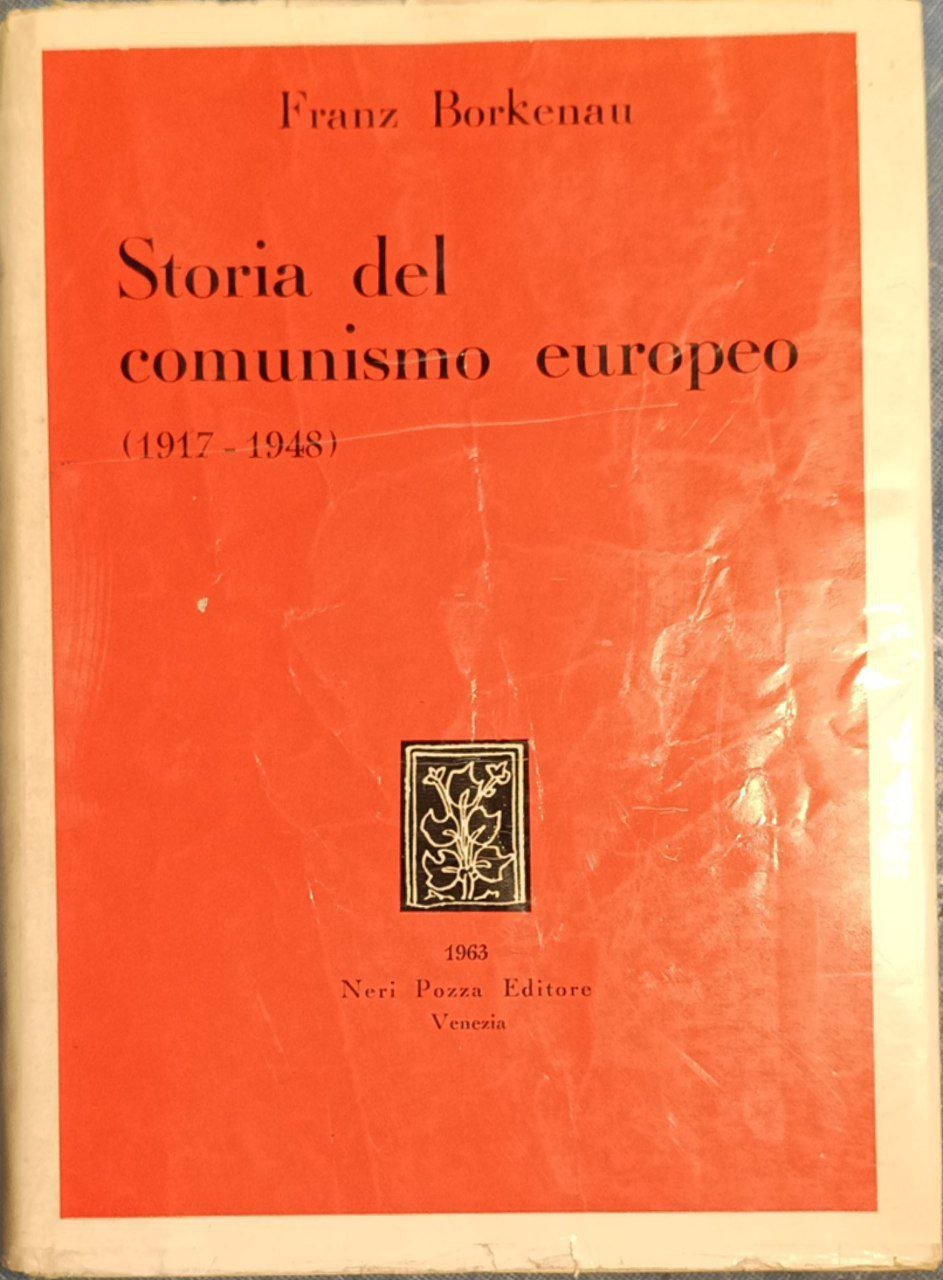 Franz Borkenau
Storia del
comunismo europeo
(1917 - 1948)
1963
Neri Pozza Editore
Venezia